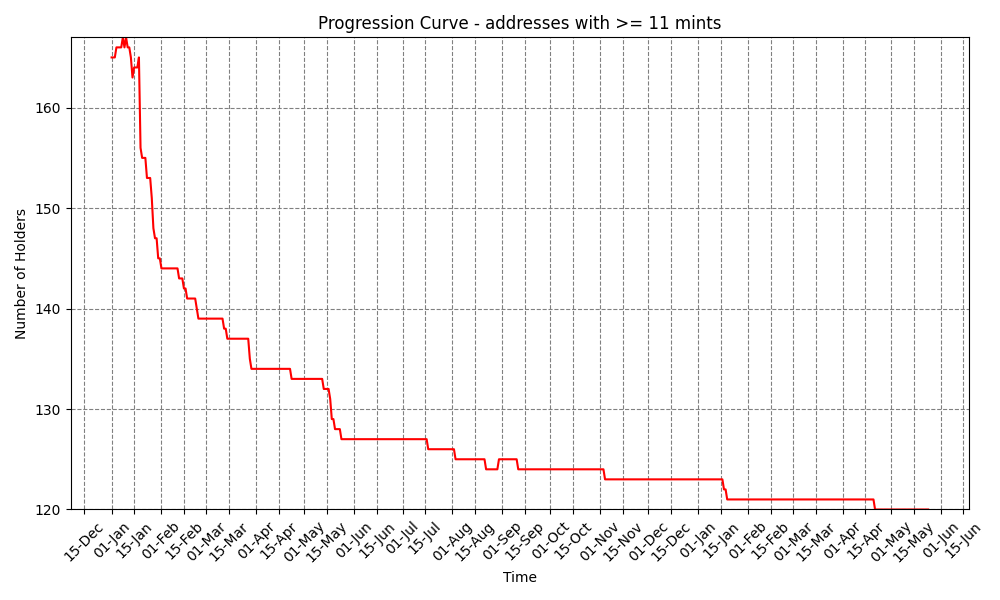 Progression Curve - addresses with >= 11 mints
Number of Holders
160
150
140
130
120
15-Dec
01-Jan
15-Jan
01-Feb
15-Feb
01-Mar
15-Mar
01-Apr
15-Apr
01-May
15-May
01-Jun
15-Jun
01-Jul
15-Jul
01-Aug
15-Aug
01-Sep
15-Sep
01-Oct
15-Oct
01-Nov
15-Nov
01-Dec
15-Dec
01-Jan
15-Jan
01-Feb
15-Feb
01-Mar
15-Mar
01-Apr
15-Apr
01-May
15-May
01-Jun
15-Jun
Time